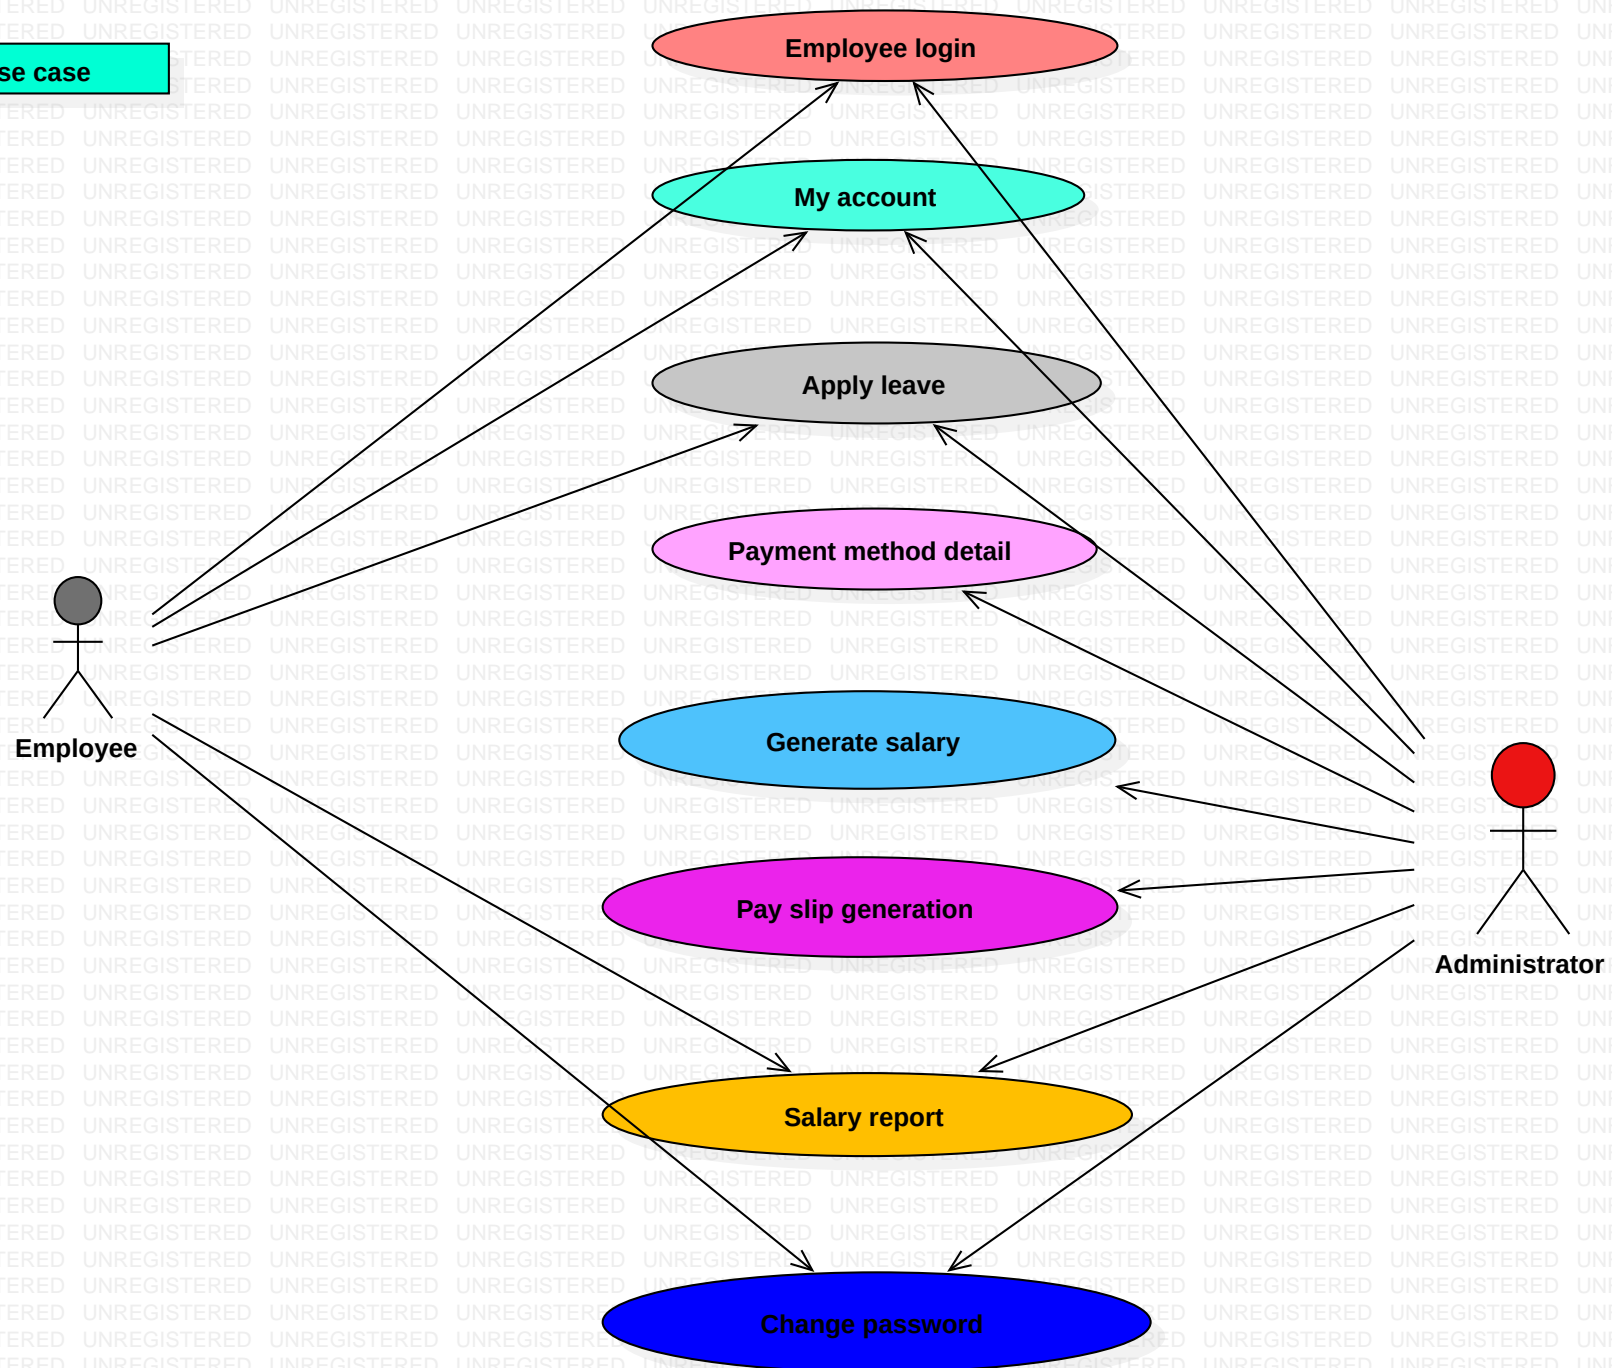 se case
Employee login
My account
Apply leave
Payment method detail
Employee
Generate salary
Pay slip generation
Administrator
Salary report
Change password
UNREGISTERED